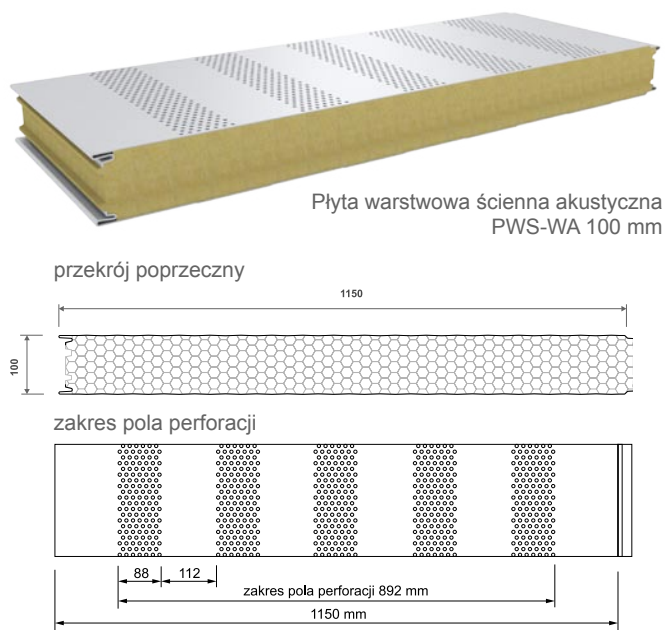 Płyta warstwowa ścienna akustyczna
PWS-WA 100 mm
przekrój poprzeczny
1150
100
zakres pola perforacji
88
112
zakres pola perforacji 892 mm
1150 mm